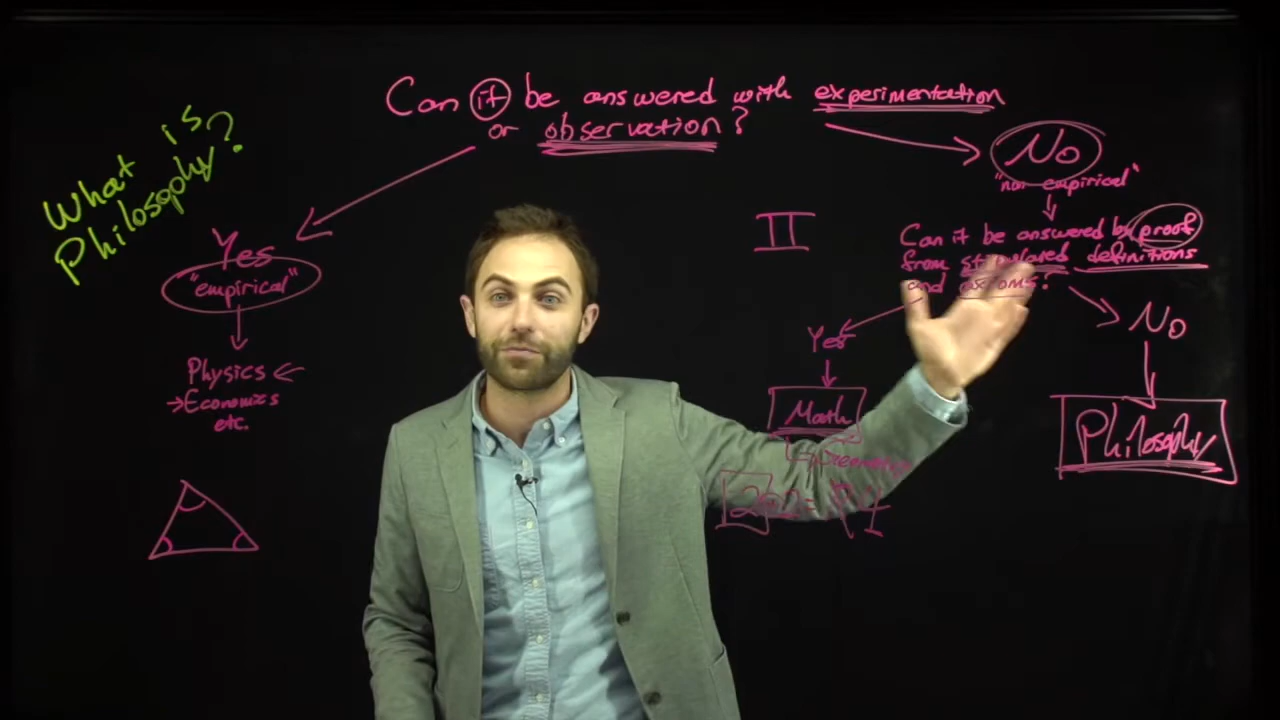 What is
Philosophy?
Can it be answered with experimentation
or observation?
Yes
"empirical"
Physics
Economics
etc.
No
"non empirical"
Can it be answered by proof
from stipulated definitions
and axioms?
Yes
Math
No
Philosophy
II